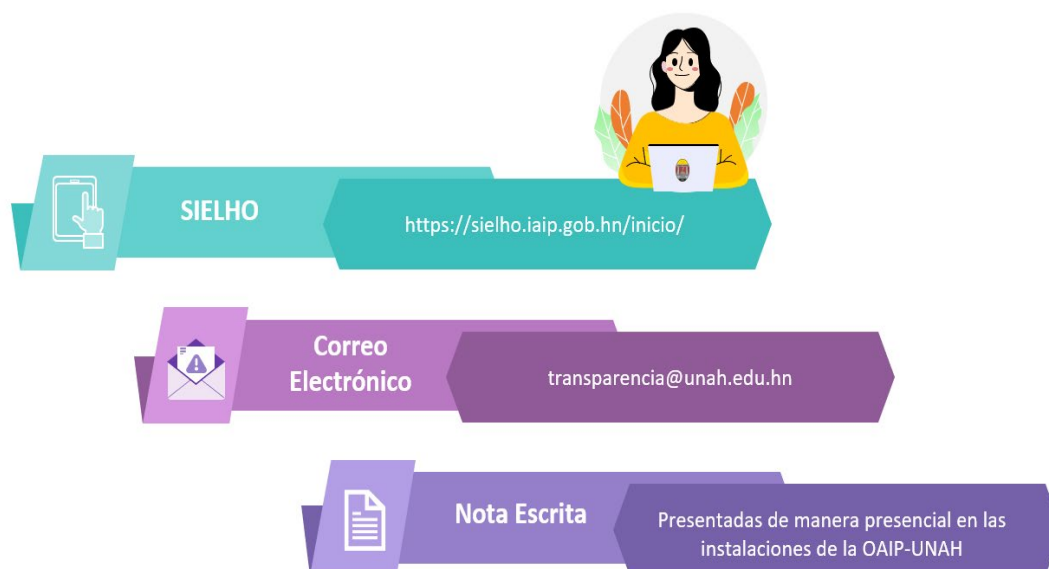 SIELHO
https://sielho.iaip.gob.hn/inicio/
Correo
Electrónico
transparencia@unah.edu.hn
Nota Escrita
Presentadas de manera presencial en las
instalaciones de la OAIP-UNAH